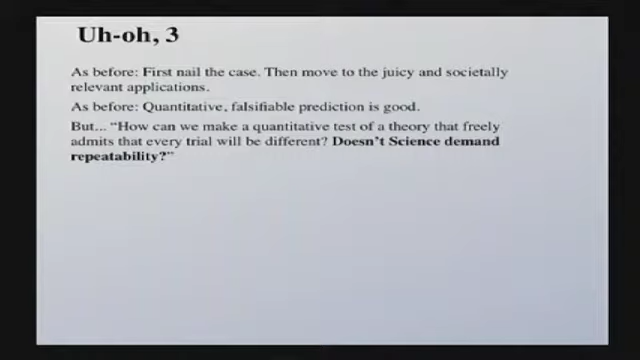 Uh-oh, 3
As before: First nail the case. Then move to the juicy and societally
relevant applications.
As before: Quantitative, falsifiable prediction is good.
But... “How can we make a quantitative test of a theory that freely
admits that every trial will be different? Doesn’t Science demand
repeatability?”